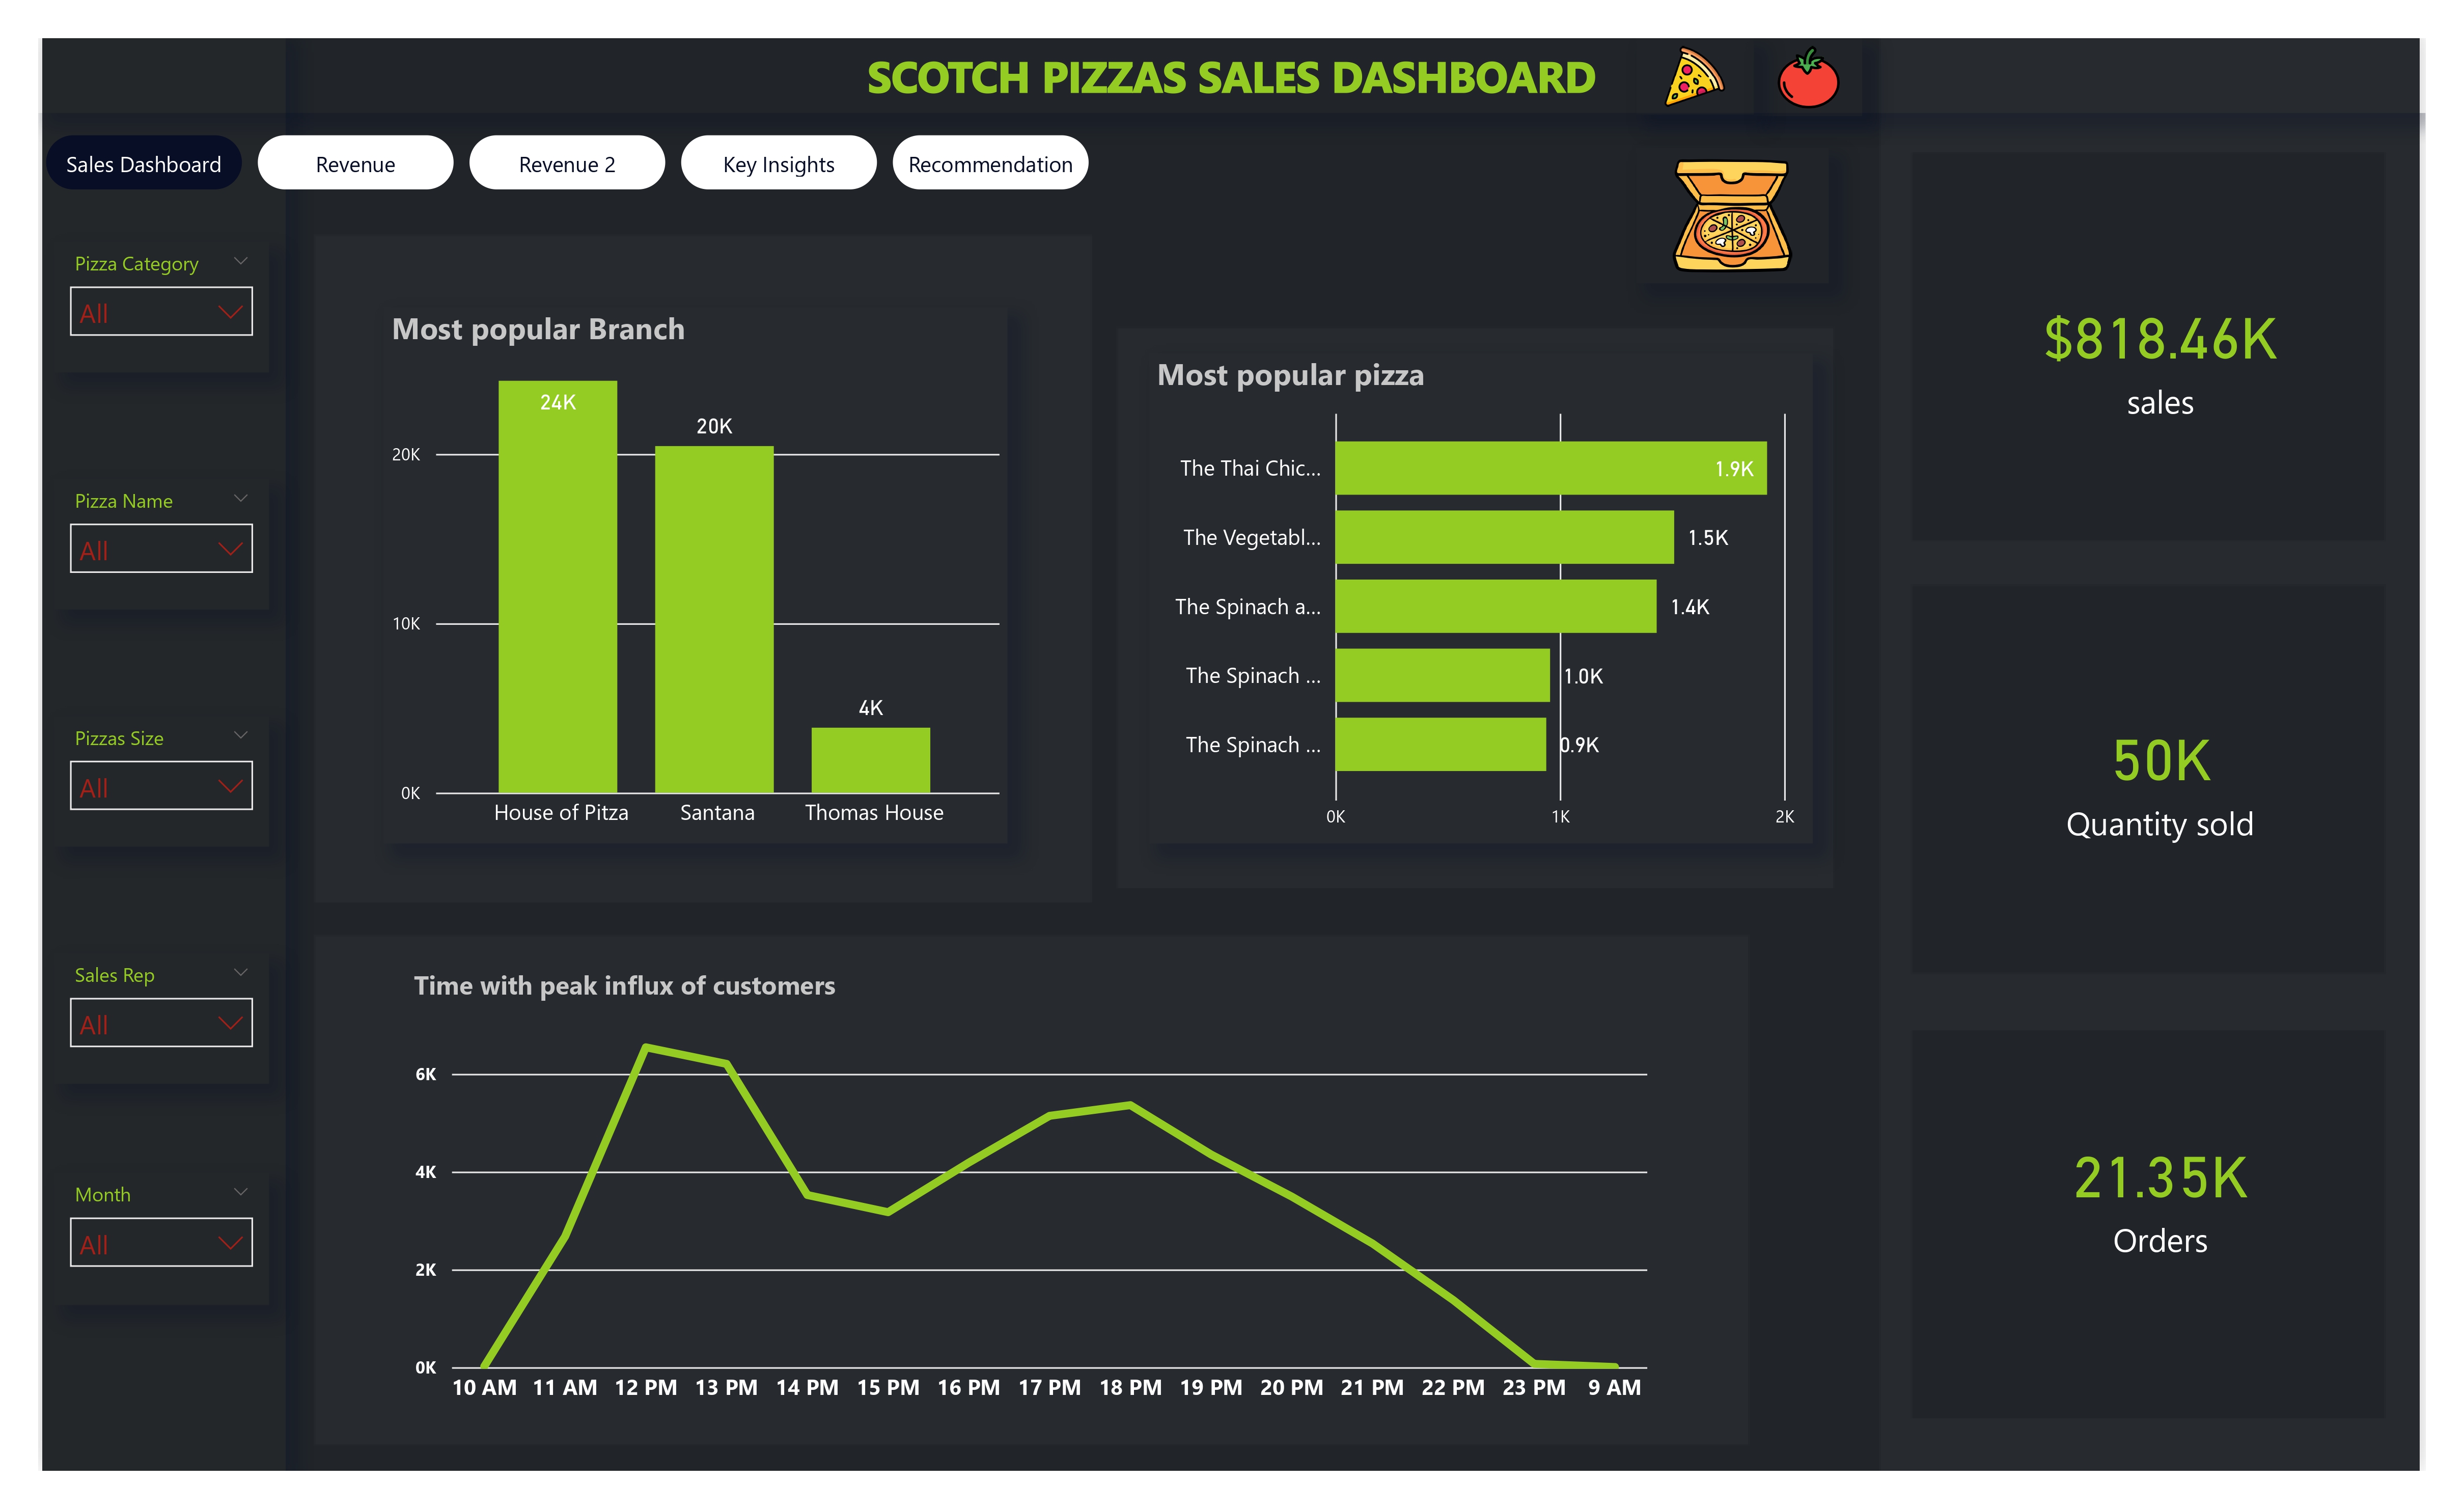 SCOTCH PIZZAS SALES DASHBOARD
Sales Dashboard
Revenue
Revenue 2
Key Insights
Recommendation
Pizza Category
All
Pizza Name
All
Pizzas Size
All
Sales Rep
All
Month
All
Most popular Branch
24K
20K
4K
20K
10K
0K
House of Pitza
Santana
Thomas House
Most popular pizza
The Thai Chic...
1.9K
The Vegetabl...
1.5K
The Spinach a...
1.4K
The Spinach ...
1.0K
The Spinach ...
0.9K
0K
1K
2K
Time with peak influx of customers
6K
4K
2K
0K
10 AM
11 AM
12 PM
13 PM
14 PM
15 PM
16 PM
17 PM
18 PM
19 PM
20 PM
21 PM
22 PM
23 PM
9 AM
$818.46K
sales
50K
Quantity sold
21.35K
Orders